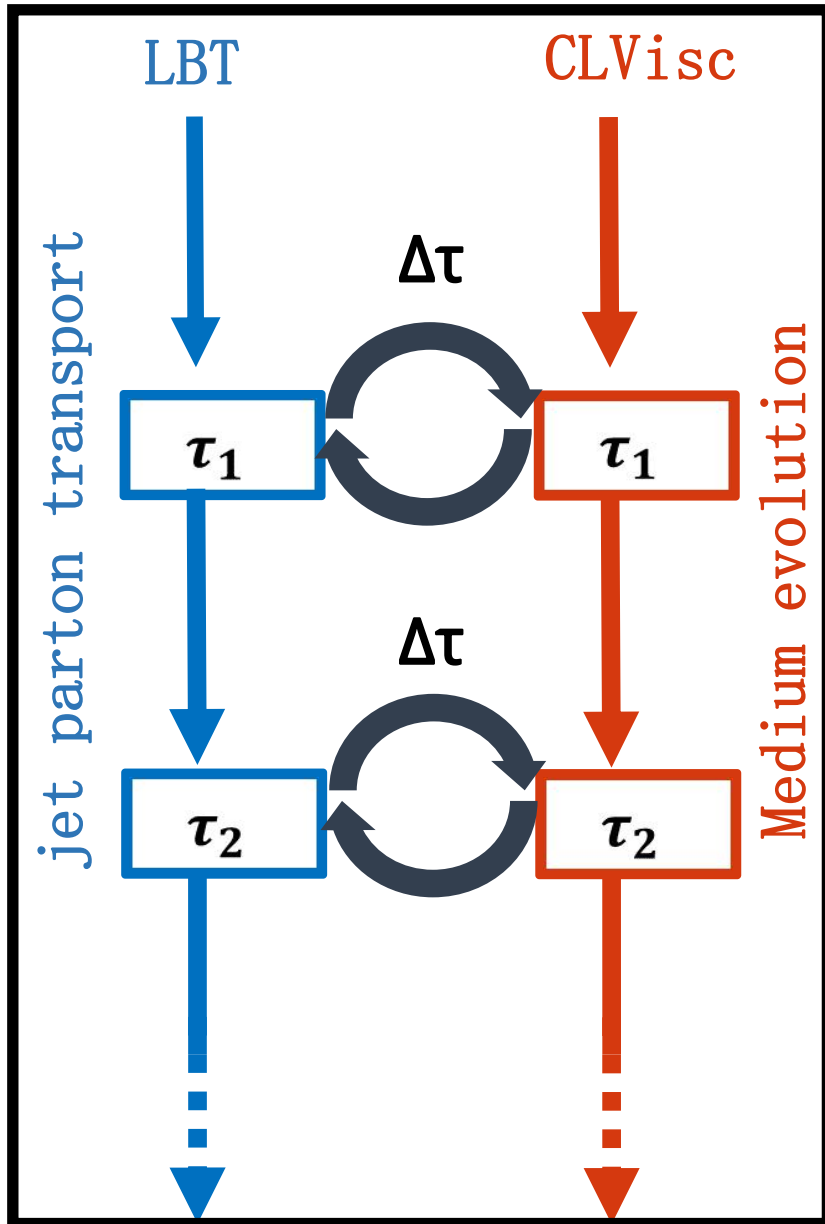 LBT
CLVisc
jet parton transport
Medium evolution
Δτ
τ₁
τ₁
Δτ
τ₂
τ₂